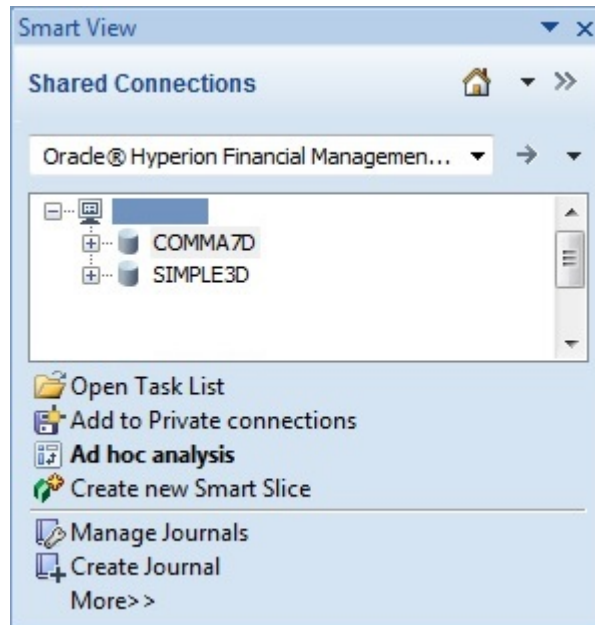 Smart View
Shared Connections
Oracle® Hyperion Financial Managemen...
COMMA7D
SIMPLE3D
Open Task List
Add to Private connections
Ad hoc analysis
Create new Smart Slice
Manage Journals
Create Journal
More>>